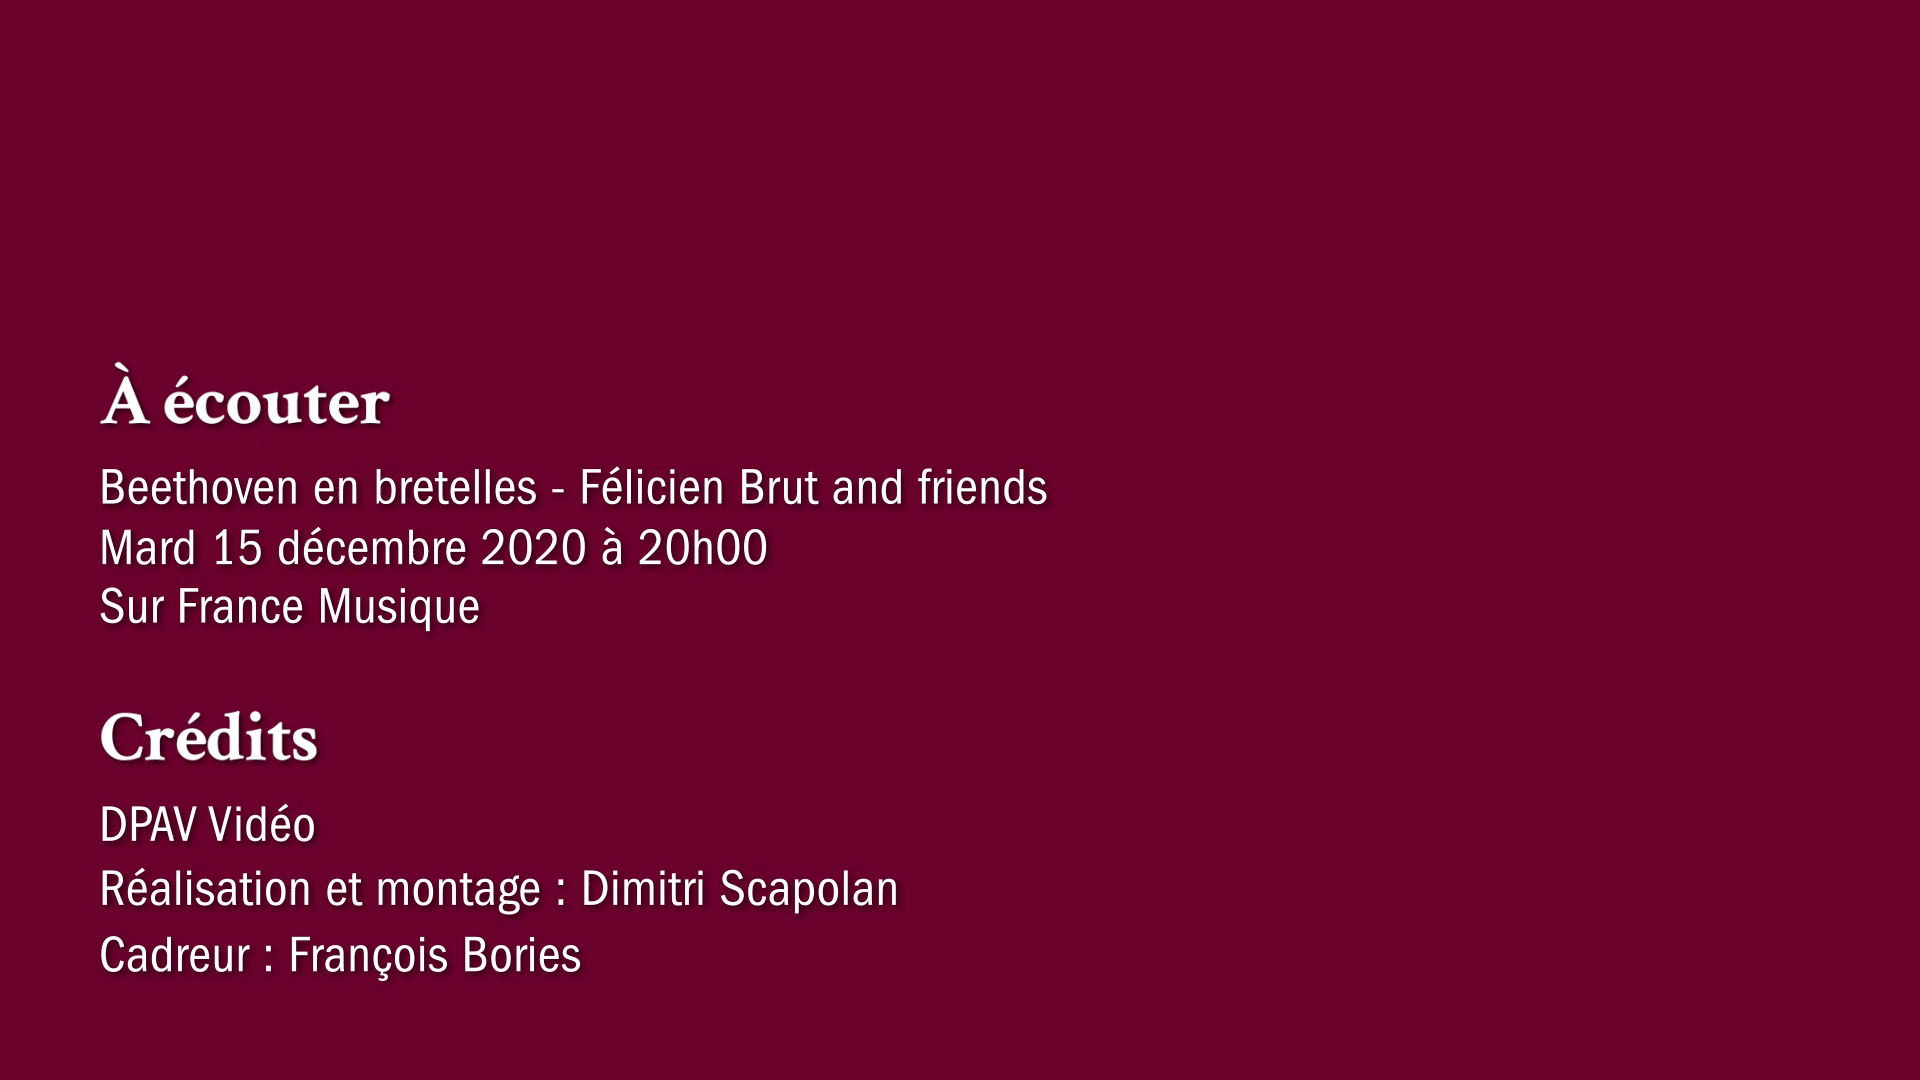 À écouter
Beethoven en bretelles - Félicien Brut and friends
Mard 15 décembre 2020 à 20h00
Sur France Musique
Crédits
DPAV Vidéo
Réalisation et montage : Dimitri Scapolan
Cadreur : François Bories